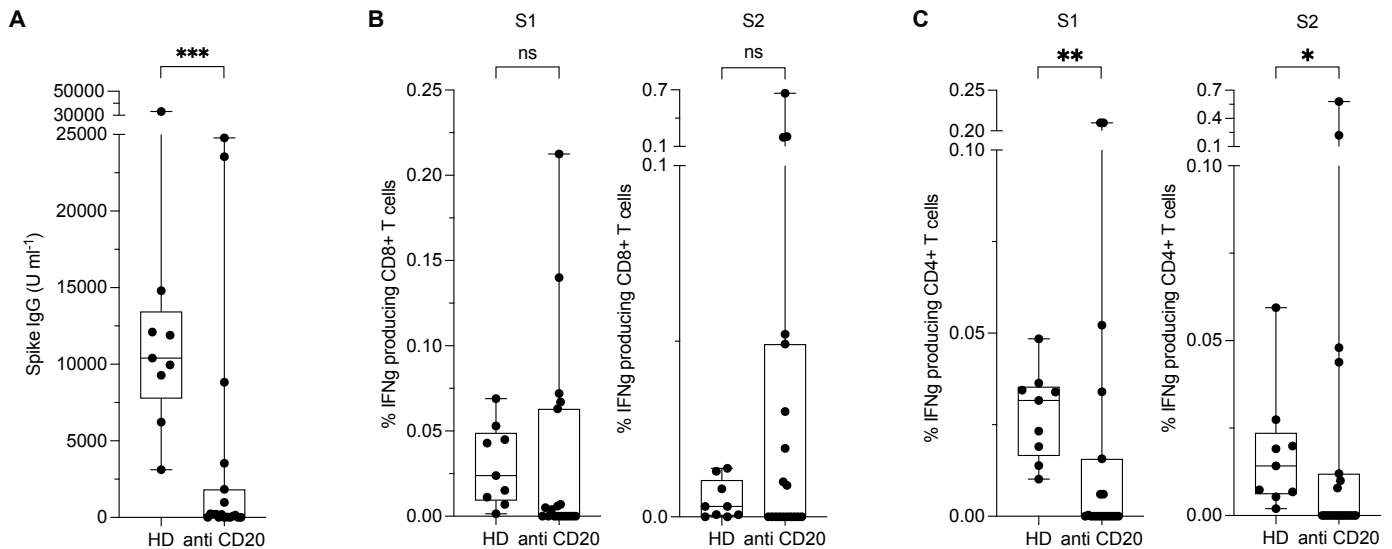 A
B
C
S1
S2
S1
S2
***
ns
ns
**
*
Spike IgG (U ml-1)
50000
30000
25000
20000
15000
10000
5000
0
HD anti CD20
% IFNg producing CD8+ T cells
0.25
0.20
0.15
0.10
0.05
0.00
HD anti CD20
% IFNg producing CD8+ T cells
0.7
0.1
0.1
0.0
HD anti CD20
% IFNg producing CD4+ T cells
0.25
0.20
0.10
0.05
0.00
HD anti CD20
% IFNg producing CD4+ T cells
0.7
0.4
0.1
0.10
0.05
0.00
HD anti CD20